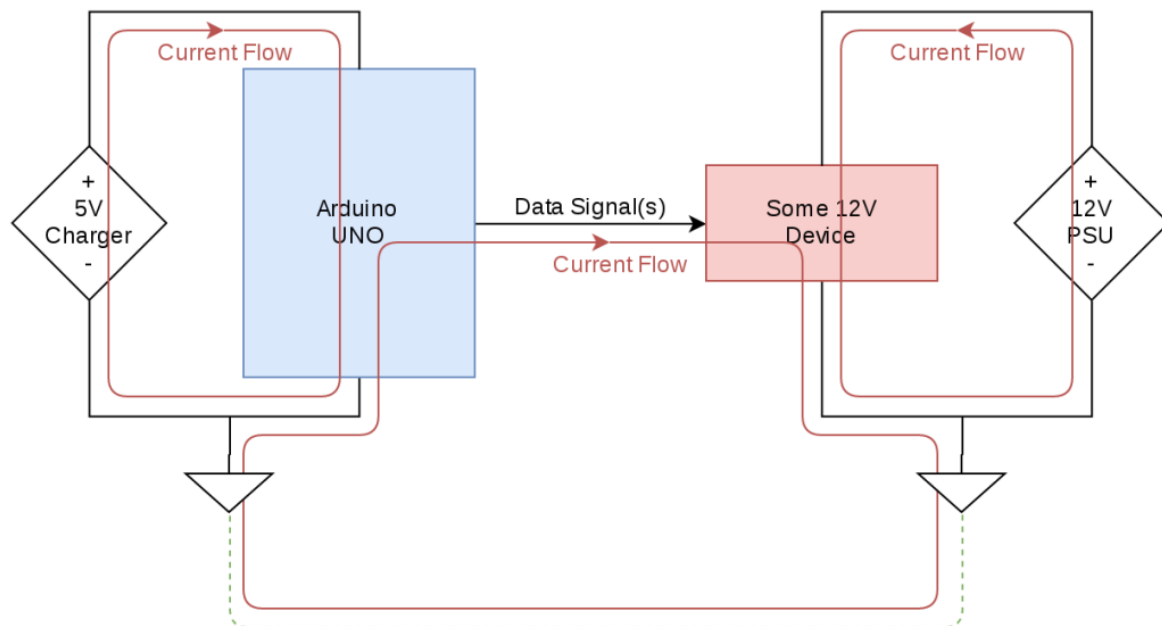 Current Flow
Current Flow
+
5V
Charger
-
Arduino
UNO
Data Signal(s)
Current Flow
Some 12V
Device
+
12V
PSU
-